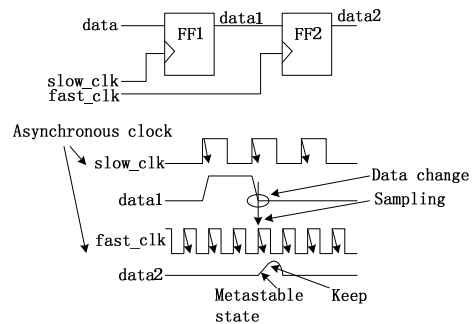 data
FF1
data1
FF2
data2
slow_clk
fast_clk
Asynchronous clock
slow_clk
Data change
data1
Sampling
fast_clk
data2
Metastable
state
Keep